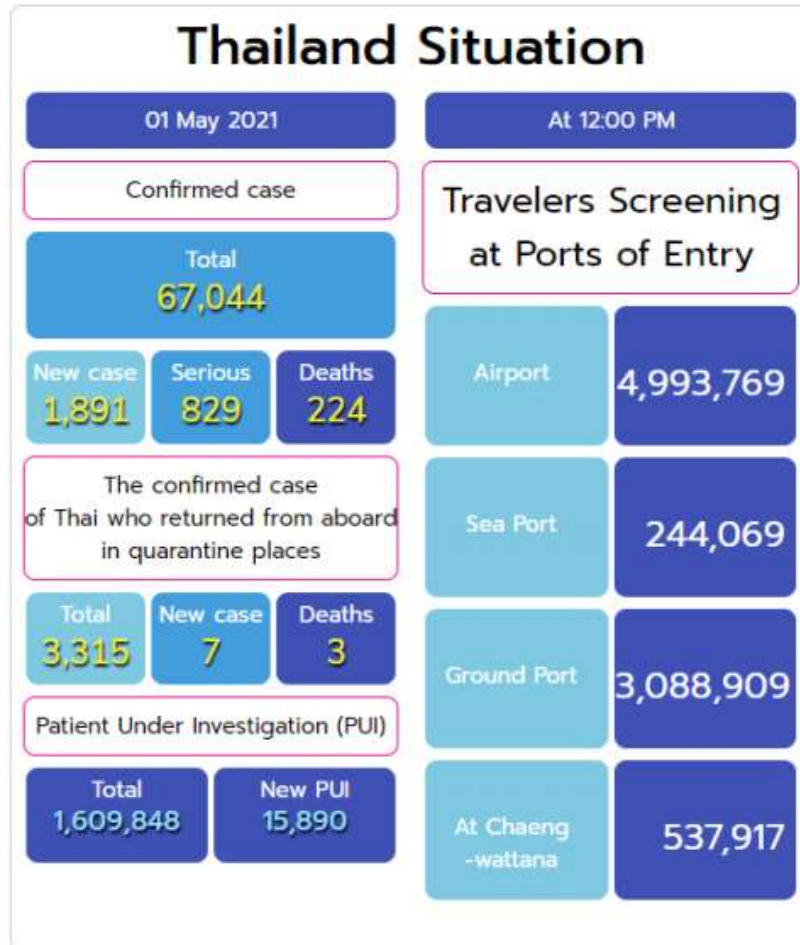 Thailand Situation
01 May 2021
Confirmed case
Total
67,044
New case
1,891
Serious
829
Deaths
224
The confirmed case
of Thai who returned from aboard
in quarantine places
Total
3,315
New case
7
Deaths
3
Patient Under Investigation (PUI)
Total
1,609,848
New PUI
15,890
At 12:00 PM
Travelers Screening
at Ports of Entry
Airport
4,993,769
Sea Port
244,069
Ground Port
3,088,909
At Chaeng
-wattana
537,917